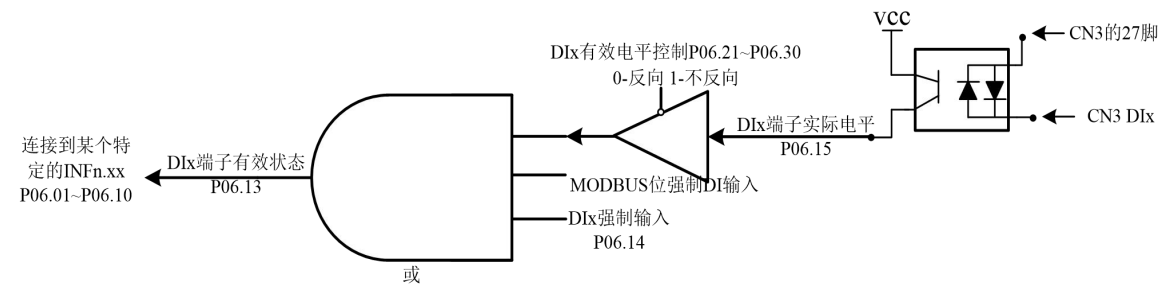 VCC
CN3的27脚
DIx有效电平控制P06.21~P06.30
0-反向 1-不反向
CN3 DIx
DIx端子实际电平
P06.15
连接到某个特
定的INFn.xx
P06.01~P06.10
DIx端子有效状态
P06.13
MODBUS位强制DI输入
DIx强制输入
P06.14
或